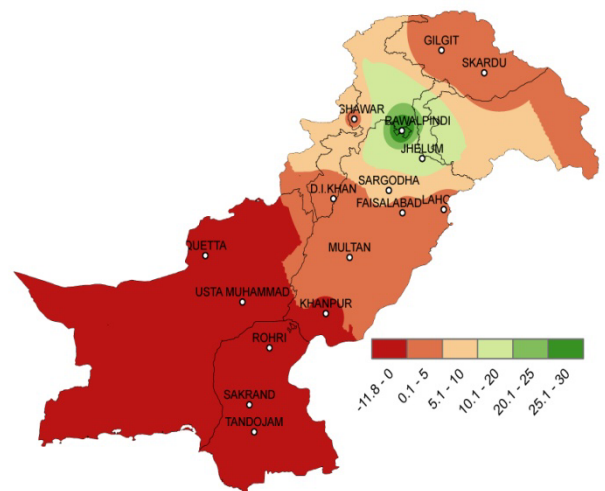 GILGIT
SKARDU
SHAWAR
RAWALPINDI
JHELUM
SARGODHA
D.I.KHAN
FAISALABAD
LAHO
QUETTA
MULTAN
USTA MUHAMMAD
KHANPUR
ROHRI
SAKRAND
TANDOJAM
-11.8 - 0
0.1 - 5
5.1 - 10
10.1 - 20
20.1 - 25
25.1 - 30